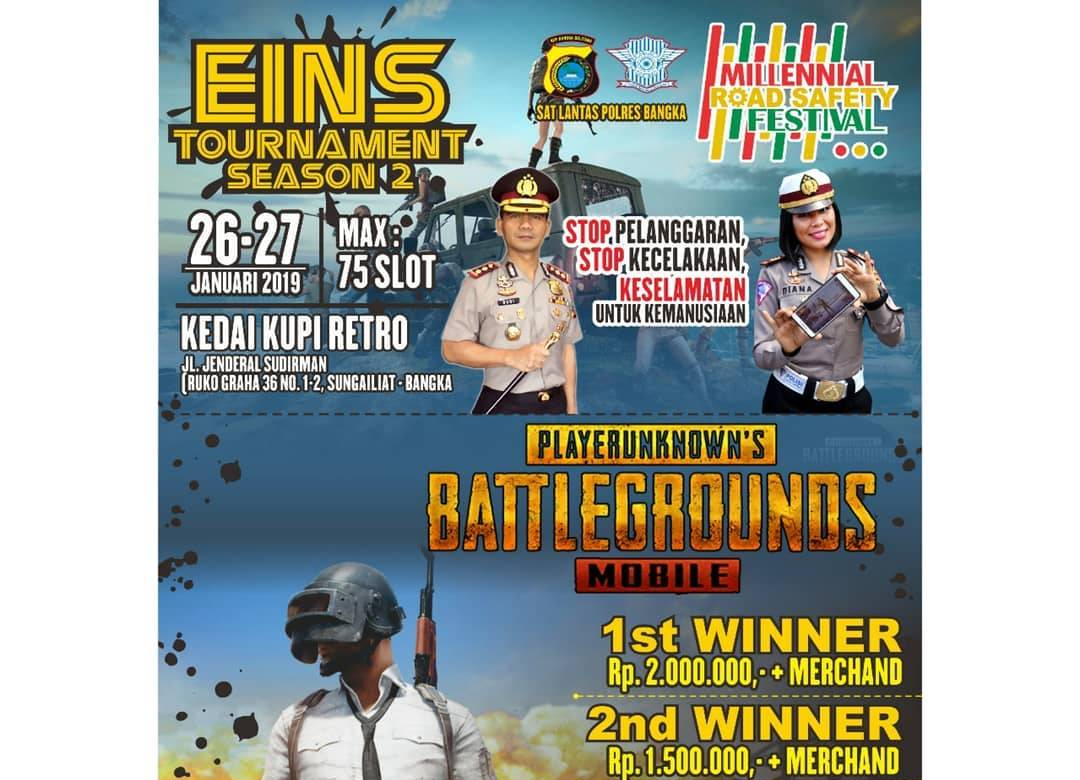 EINS
TOURNAMENT
SEASON 2
SAT LANTAS POLRES BANGKA
MILLENNIAL
ROAD SAFETY
FESTIVAL
26-27
JANUARI 2019
MAX :
75 SLOT
KEDAI KUPI RETRO
JL. JENDERAL SUDIRMAN
(RUKO GRAHA 36 NO. 1-2, SUNGAILIAT - BANGKA
STOP PELANGGARAN,
STOP KECELAKAAN,
KESELAMATAN
UNTUK KEMANUSIAAN
DIANA
POLISI
PLAYERUNKNOWN'S
BATTLEGROUNDS
MOBILE
BATTLEGROUNDS
1st WINNER
Rp. 2.000.000,- + MERCHAND
2nd WINNER
Rp. 1.500.000,- + MERCHAND